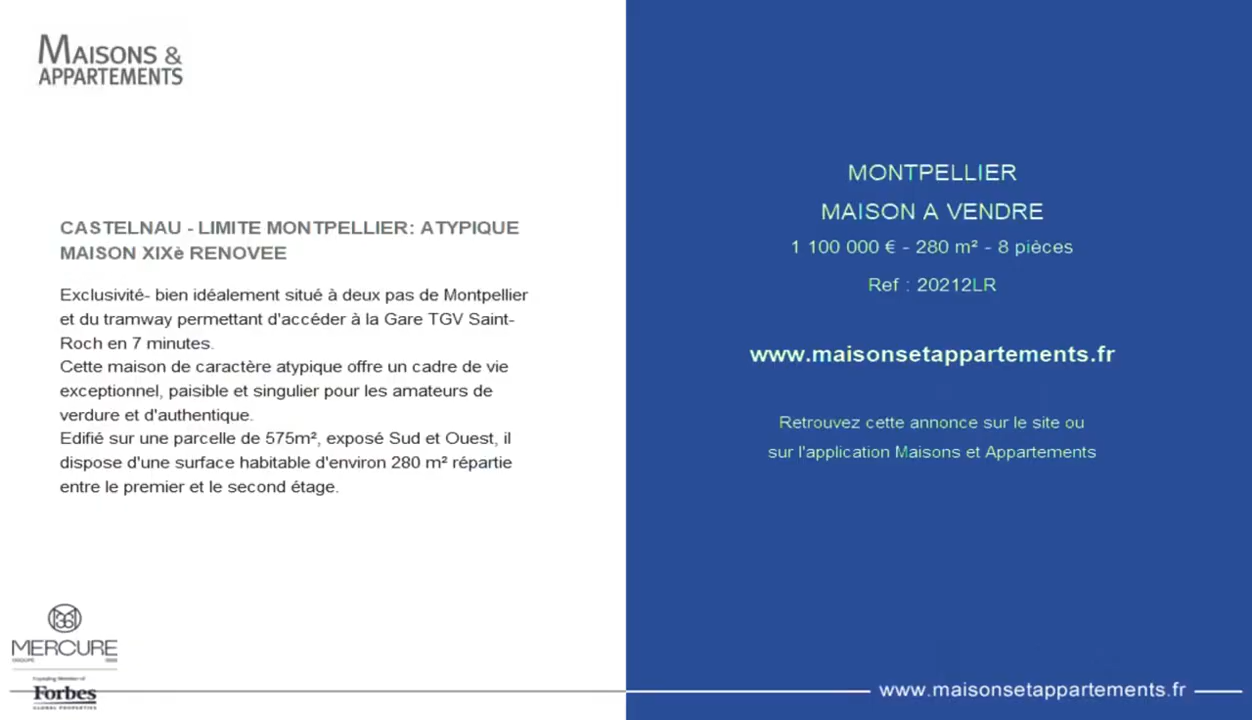 MAISONS &
APPARTEMENTS
CASTELNAU - LIMITE MONTPELLIER: ATYPIQUE
MAISON XIXè RENOVEE
Exclusivité- bien idéalement situé à deux pas de Montpellier
et du tramway permettant d'accéder à la Gare TGV Saint-
Roch en 7 minutes.
Cette maison de caractère atypique offre un cadre de vie
exceptionnel, paisible et singulier pour les amateurs de
verdure et d'authentique.
Edifié sur une parcelle de 575m², exposé Sud et Ouest, il
dispose d'une surface habitable d'environ 280 m² répartie
entre le premier et le second étage.
MERCURE
Founding Member of
Forbes
GLOBAL PROPERTIES
MONTPELLIER
MAISON A VENDRE
1 100 000 € - 280 m² - 8 pièces
Ref : 20212LR
www.maisonsetappartements.fr
Retrouvez cette annonce sur le site ou
sur l'application Maisons et Appartements
www.maisonsetappartements.fr